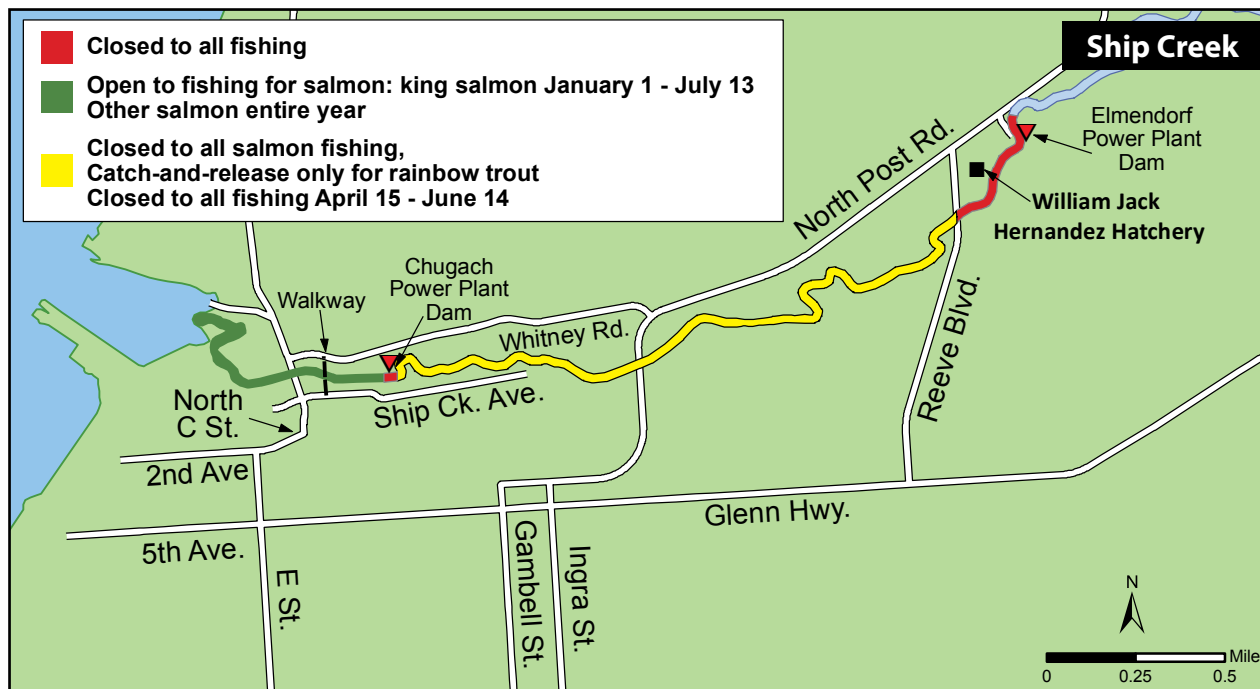 Closed to all fishing
Open to fishing for salmon: king salmon January 1 - July 13
Other salmon entire year
Closed to all salmon fishing,
Catch-and-release only for rainbow trout
Closed to all fishing April 15 - June 14
Ship Creek
Elmendorf
Power Plant
Dam
North Post Rd.
William Jack
Hernandez Hatchery
Chugach
Power Plant
Dam
Walkway
Whitney Rd.
Reeve Blvd.
North
C St.
Ship Ck. Ave.
2nd Ave
Glenn Hwy.
5th Ave.
E St.
Gambell St.
Ingra St.
N
Mile
0 0.25 0.5